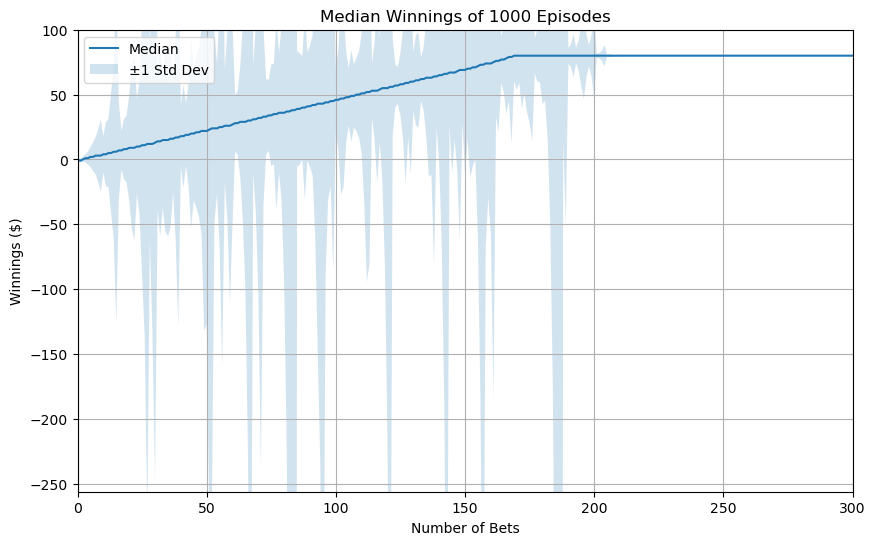 Median Winnings of 1000 Episodes
Median
±1 Std Dev
Winnings ($)
100
50
0
−50
−100
−150
−200
−250
0 50 100 150 200 250 300
Number of Bets